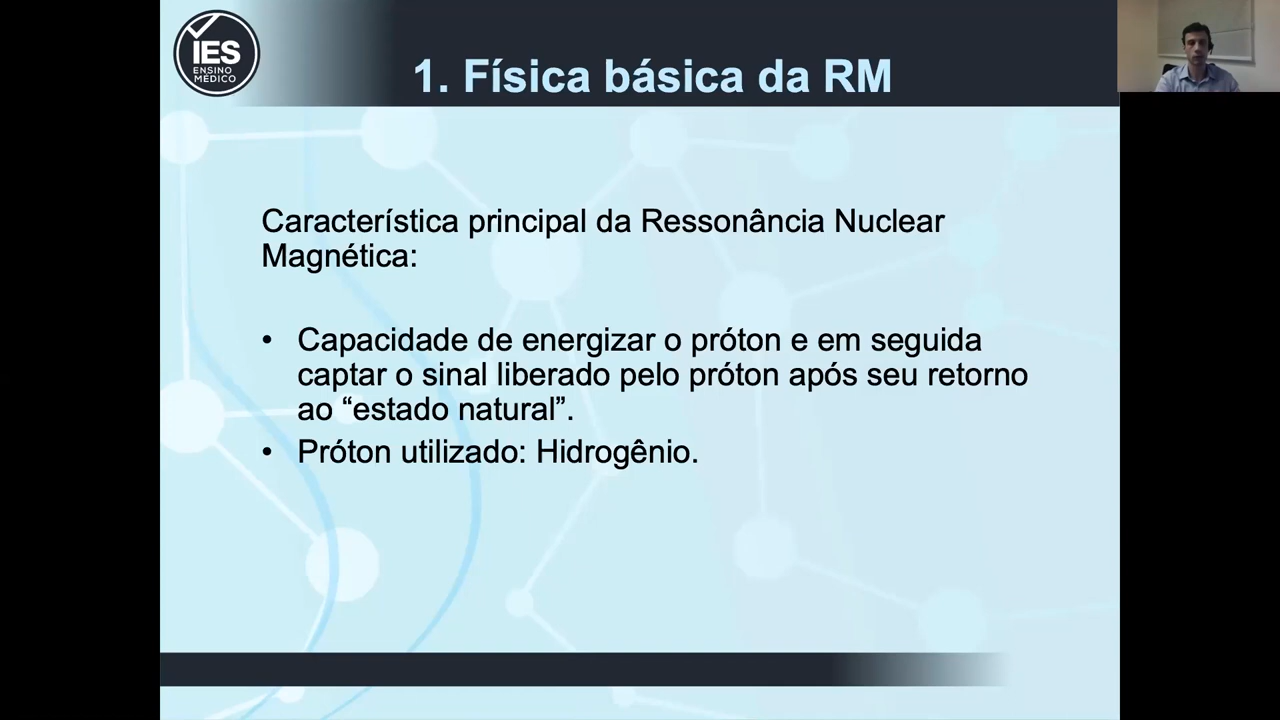 IES
ENSINO
MÉDICO
1. Física básica da RM
Característica principal da Ressonância Nuclear
Magnética:
• Capacidade de energizar o próton e em seguida
captar o sinal liberado pelo próton após seu retorno
ao “estado natural”.
• Próton utilizado: Hidrogênio.